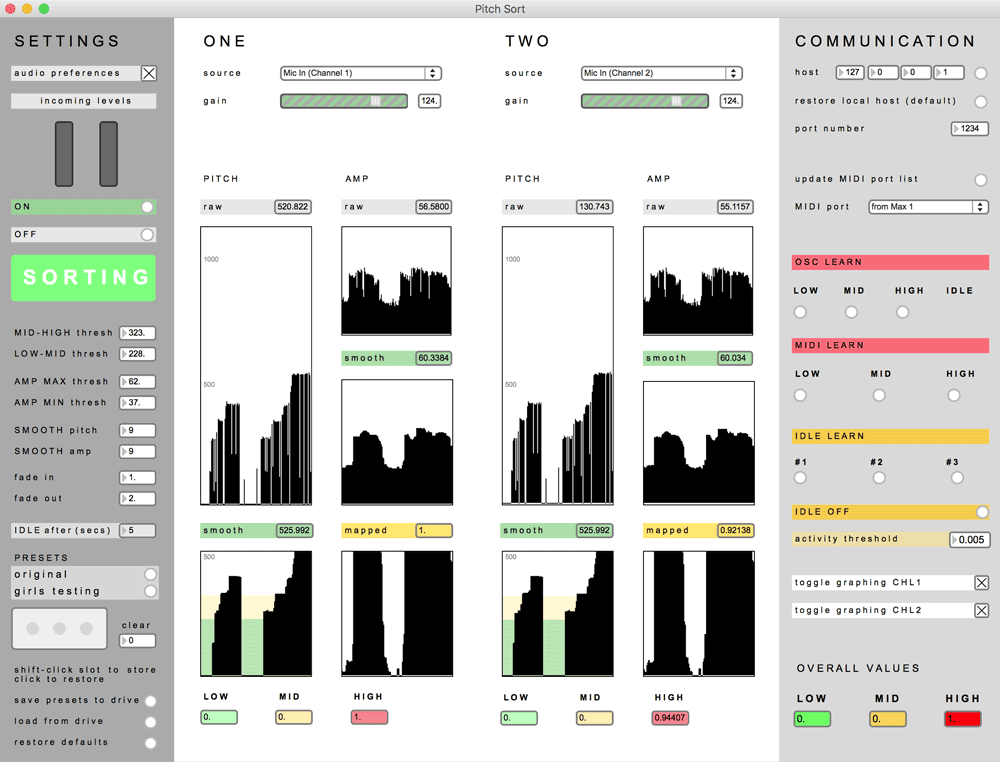 Pitch Sort
SETTINGS
audio preferences
incoming levels
ON
OFF
SORTING
MID-HIGH thresh 323.
LOW-MID thresh 228.
AMP MAX thresh 62.
AMP MIN thresh 37.
SMOOTH pitch 9
SMOOTH amp 9
fade in 1.
fade out 2.
IDLE after(secs) 5
PRESETS
original
girls testing
clear
0
shift-click slot to store
click to restore
save presets to drive
load from drive
restore defaults
ONE
source Mic In (Channel 1)
gain 124.
PITCH AMP
raw 520.822 raw 56.5800
1000
smooth 60.3384
500
smooth 525.992 mapped 1.
500
LOW MID HIGH
0. 0. 1.
TWO
source Mic In (Channel 2)
gain 124.
PITCH AMP
raw 130.743 raw 55.1157
1000
smooth 60.034
500
smooth 525.992 mapped 0.92138
500
LOW MID HIGH
0. 0. 0.94407
COMMUNICATION
host 127 0 0 1
restore local host (default)
port number 1234
update MIDI port list
MIDI port from Max 1
OSC LEARN
LOW MID HIGH IDLE
MIDI LEARN
LOW MID HIGH
IDLE LEARN
#1 #2 #3
IDLE OFF
activity threshold 0.005
toggle graphing CHL1
toggle graphing CHL2
OVERALL VALUES
LOW MID HIGH
0. 0. 1.